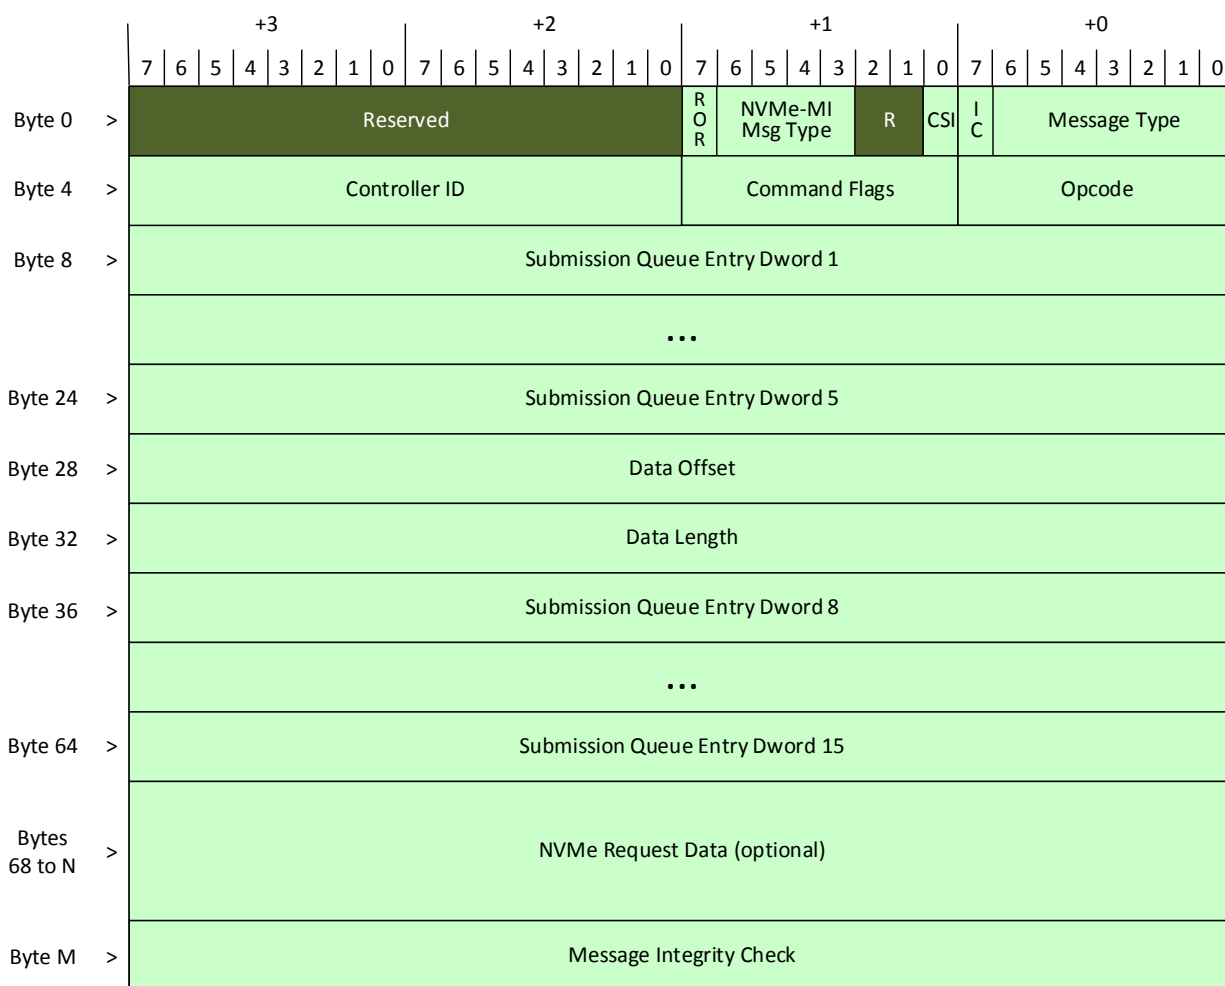 +3 +2 +1 +0
7 6 5 4 3 2 1 0 7 6 5 4 3 2 1 0 7 6 5 4 3 2 1 0 7 6 5 4 3 2 1 0
Byte 0 > Reserved ROR NVMe-MI Msg Type R CSI IC Message Type
Byte 4 > Controller ID Command Flags Opcode
Byte 8 > Submission Queue Entry Dword 1
...
Byte 24 > Submission Queue Entry Dword 5
Byte 28 > Data Offset
Byte 32 > Data Length
Byte 36 > Submission Queue Entry Dword 8
...
Byte 64 > Submission Queue Entry Dword 15
Bytes 68 to N > NVMe Request Data (optional)
Byte M > Message Integrity Check